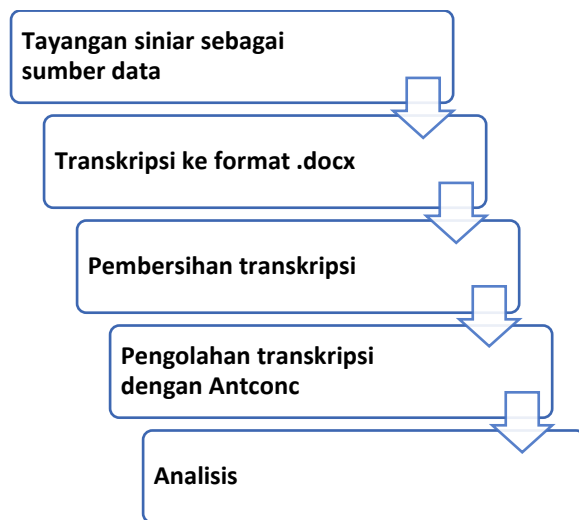 Tayangan siniar sebagai
sumber data
Transkripsi ke format .docx
Pembersihan transkripsi
Pengolahan transkripsi
dengan Antconc
Analisis